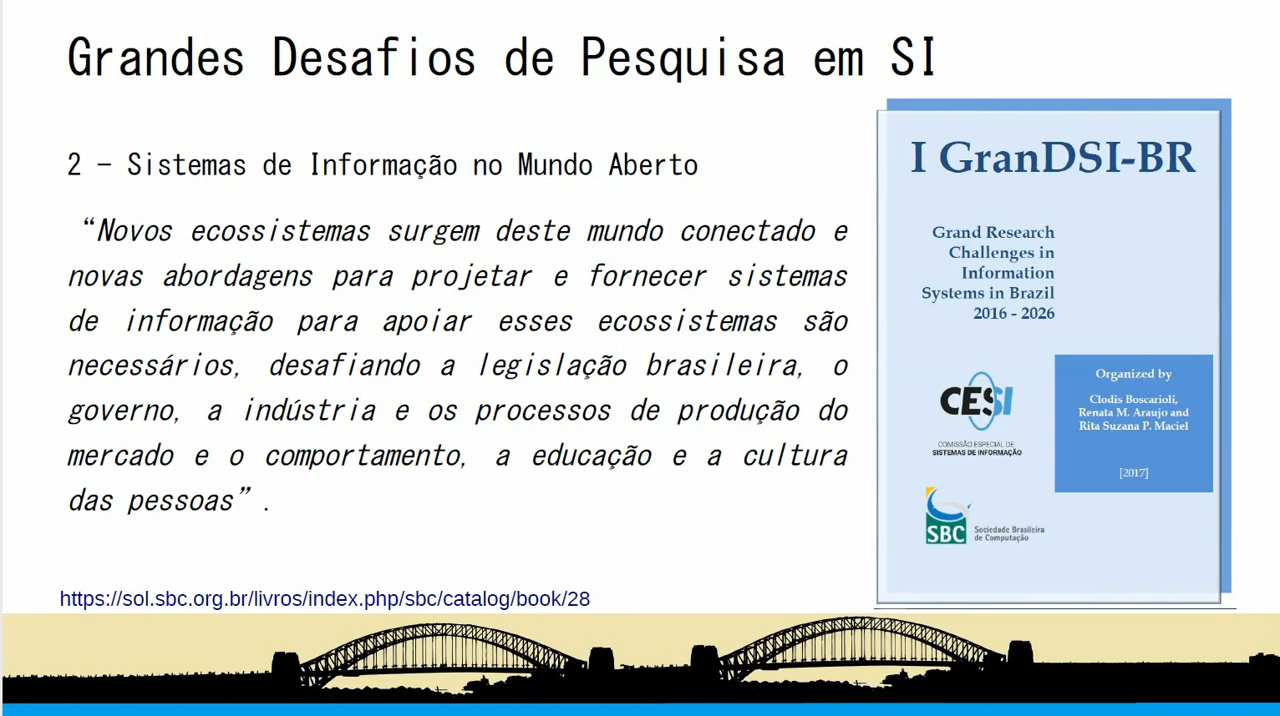 Grandes Desafios de Pesquisa em SI
2 – Sistemas de Informação no Mundo Aberto
“Novos ecossistemas surgem deste mundo conectado e
novas abordagens para projetar e fornecer sistemas
de informação para apoiar esses ecossistemas são
necessários, desafiando a legislação brasileira, o
governo, a indústria e os processos de produção do
mercado e o comportamento, a educação e a cultura
das pessoas”.
https://sol.sbc.org.br/livros/index.php/sbc/catalog/book/28
I GranDSI-BR
Grand Research
Challenges in
Information
Systems in Brazil
2016 - 2026
Organized by
Clodis Boscarioli,
Renata M. Araujo and
Rita Suzana P. Maciel
[2017]
CESI
COMISSÃO ESPECIAL DE
SISTEMAS DE INFORMAÇÃO
SBC
Sociedade Brasileira
de Computação